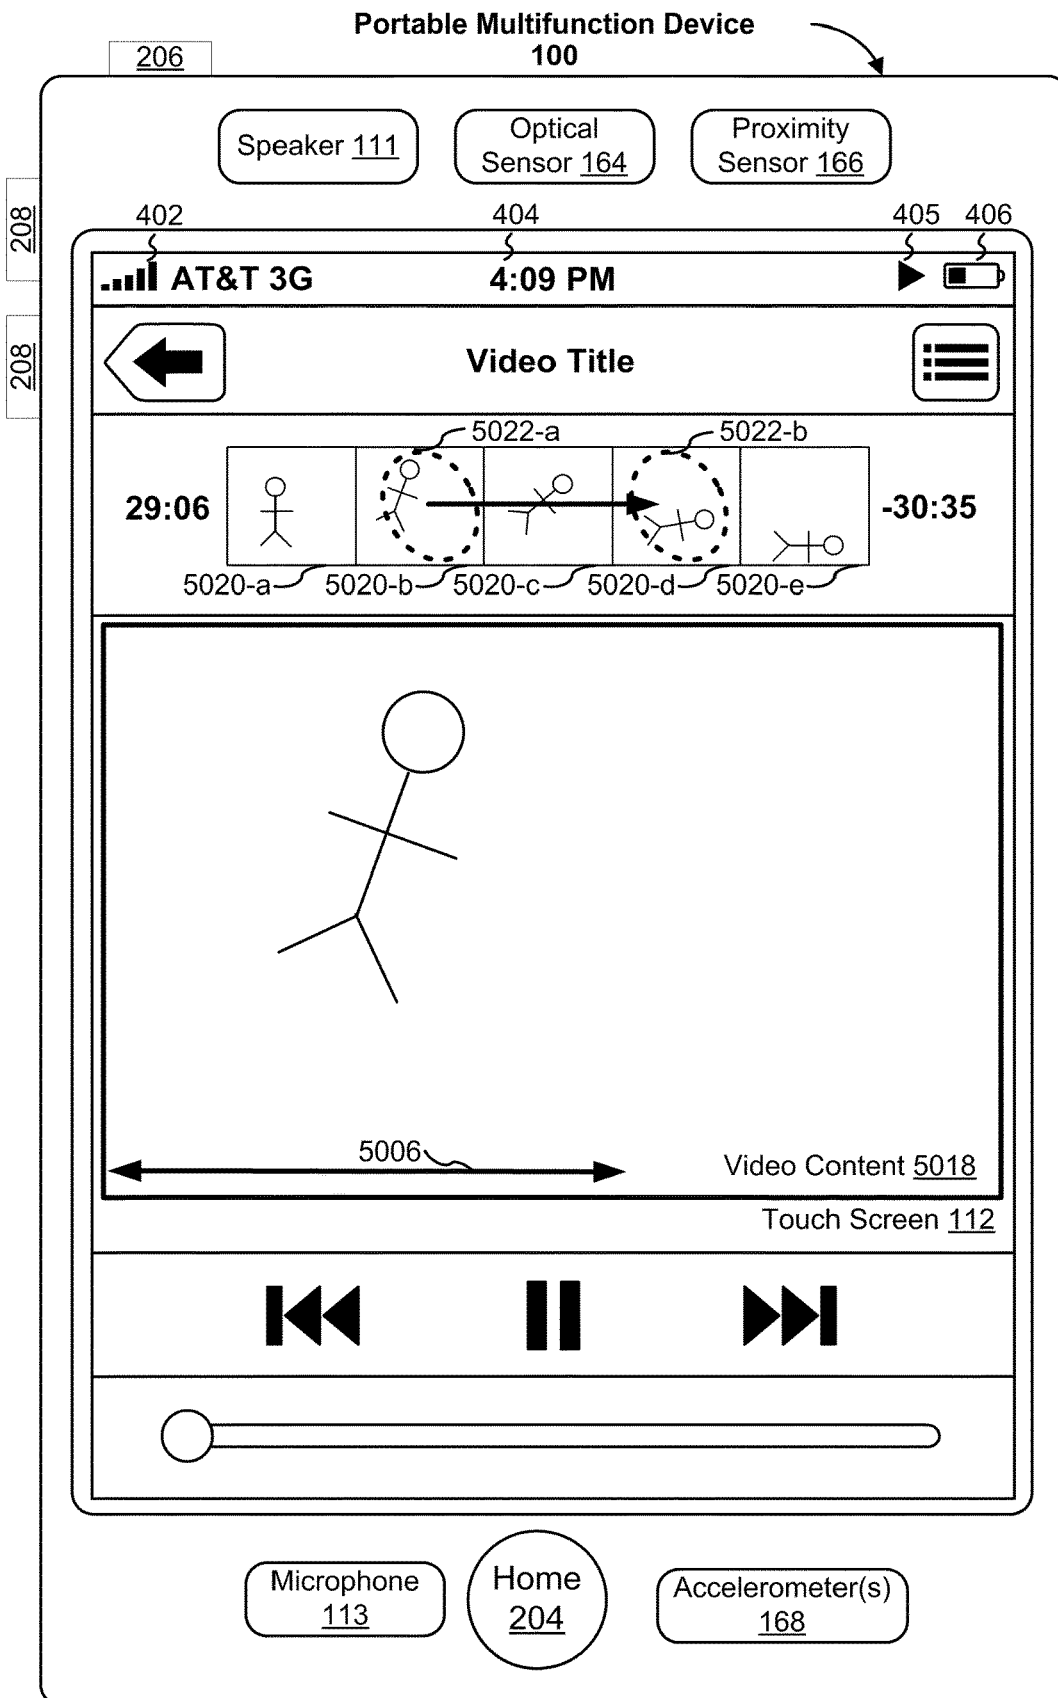 Portable Multifunction Device
100
206
Speaker 111
Optical
Sensor 164
Proximity
Sensor 166
208
208
402
404
405
406
AT&T 3G
4:09 PM
Video Title
5022-a
5022-b
29:06
-30:35
5020-a
5020-b
5020-c
5020-d
5020-e
5006
Video Content 5018
Touch Screen 112
Microphone
113
Home
204
Accelerometer(s)
168